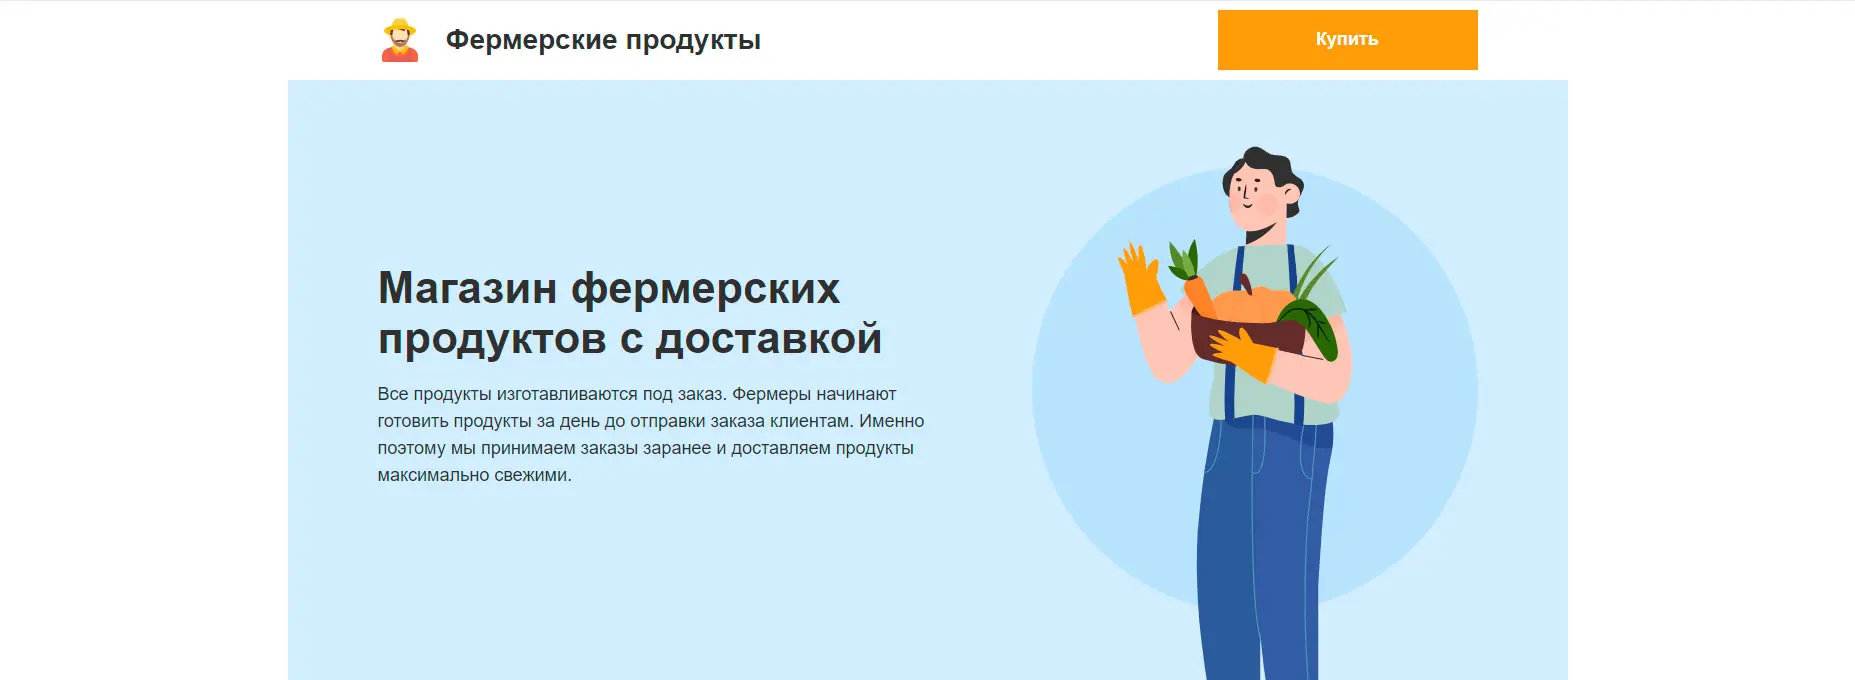 Фермерские продукты
Купить
Магазин фермерских
продуктов с доставкой
Все продукты изготавливаются под заказ. Фермеры начинают
готовить продукты за день до отправки заказа клиентам. Именно
поэтому мы принимаем заказы заранее и доставляем продукты
максимально свежими.